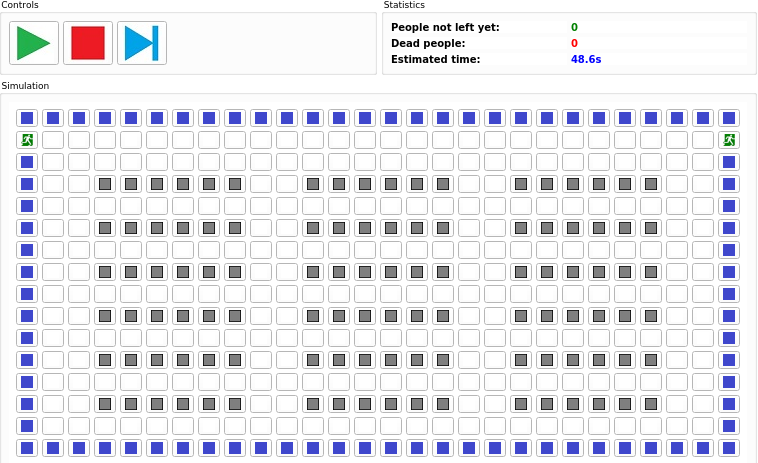 Controls
Statistics
People not left yet: 0
Dead people: 0
Estimated time: 48.6s
Simulation